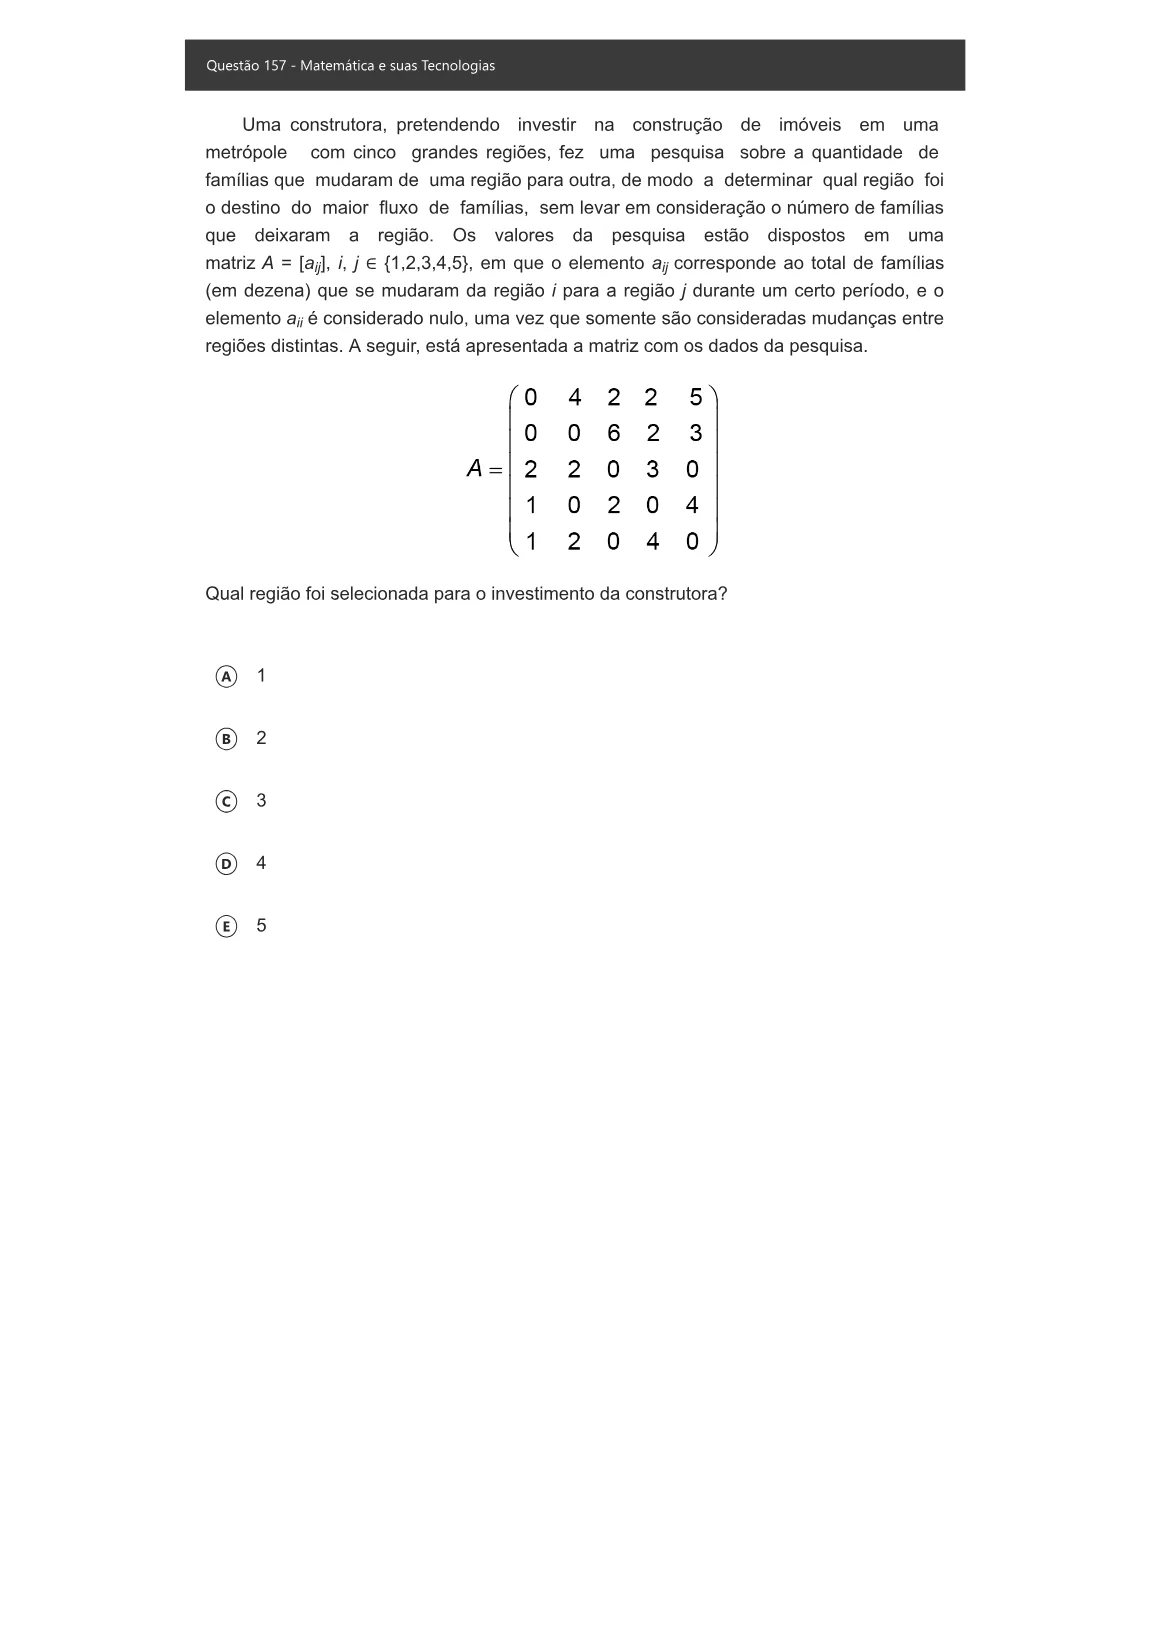 Questão 157 - Matemática e suas Tecnologias
Uma construtora, pretendendo investir na construção de imóveis em uma
metrópole com cinco grandes regiões, fez uma pesquisa sobre a quantidade de
famílias que mudaram de uma região para outra, de modo a determinar qual região foi
o destino do maior fluxo de famílias, sem levar em consideração o número de famílias
que deixaram a região. Os valores da pesquisa estão dispostos em uma
matriz A = [aij], i, j ∈ {1,2,3,4,5}, em que o elemento aij corresponde ao total de famílias
(em dezena) que se mudaram da região i para a região j durante um certo período, e o
elemento aii é considerado nulo, uma vez que somente são consideradas mudanças entre
regiões distintas. A seguir, está apresentada a matriz com os dados da pesquisa.
0 4 2 2 5
0 0 6 2 3
A = 2 2 0 3 0
1 0 2 0 4
1 2 0 4 0
Qual região foi selecionada para o investimento da construtora?
A 1
B 2
C 3
D 4
E 5